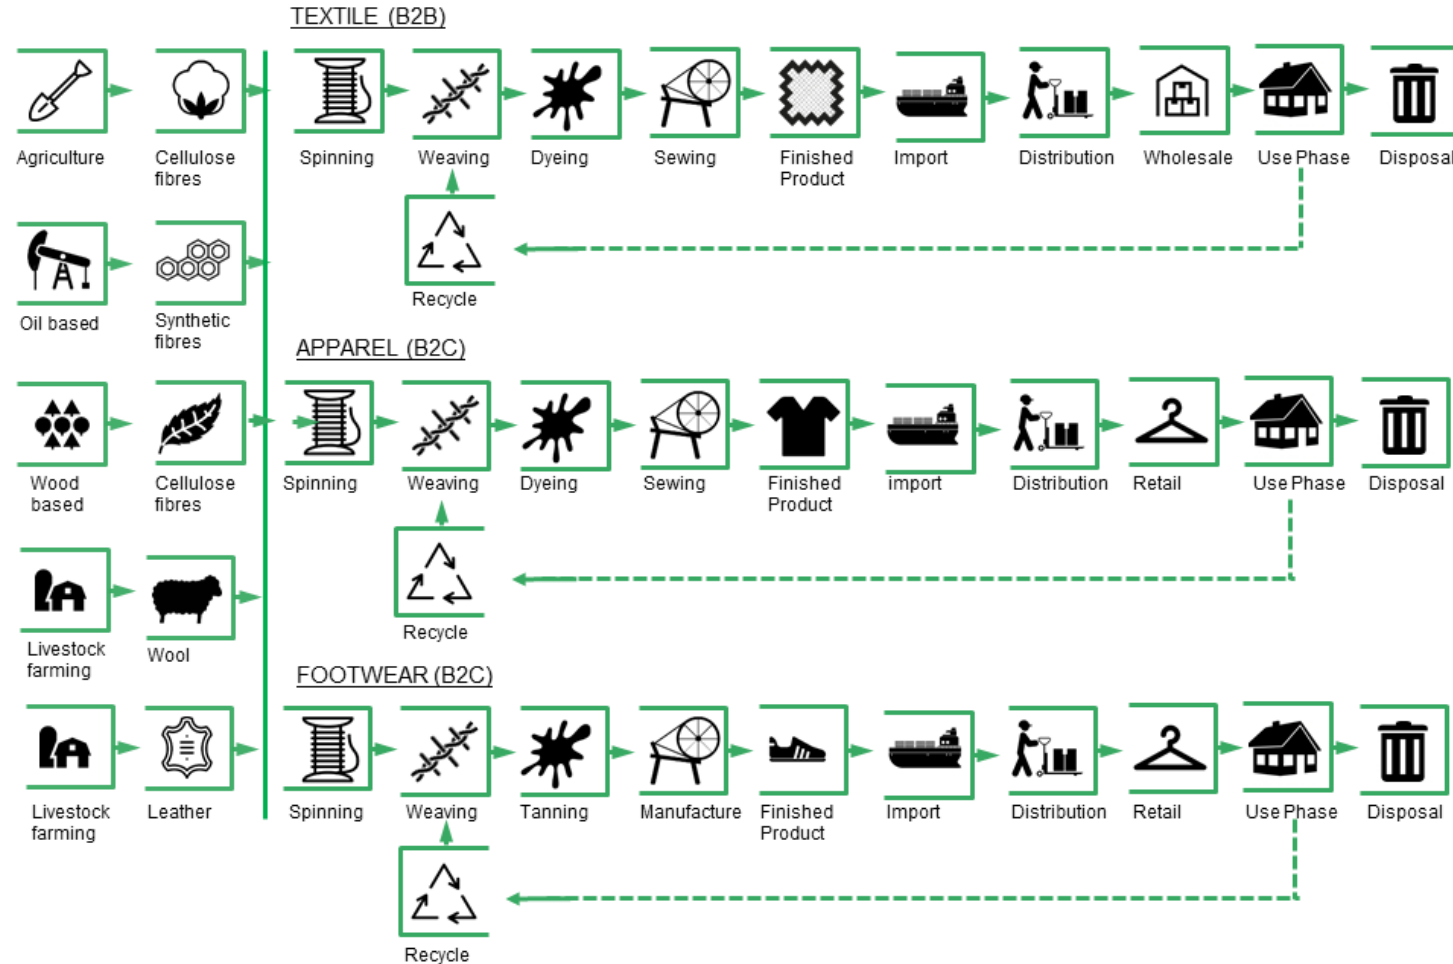 TEXTILE (B2B)
Agriculture
Cellulose
fibres
Spinning
Weaving
Dyeing
Sewing
Finished
Product
Import
Distribution
Wholesale
Use Phase
Disposal
Recycle
Oil based
Synthetic
fibres
APPAREL (B2C)
Wood
based
Cellulose
fibres
Spinning
Weaving
Dyeing
Sewing
Finished
Product
import
Distribution
Retail
Use Phase
Disposal
Recycle
Livestock
farming
Wool
FOOTWEAR (B2C)
Livestock
farming
Leather
Spinning
Weaving
Tanning
Manufacture
Finished
Product
Import
Distribution
Retail
Use Phase
Disposal
Recycle